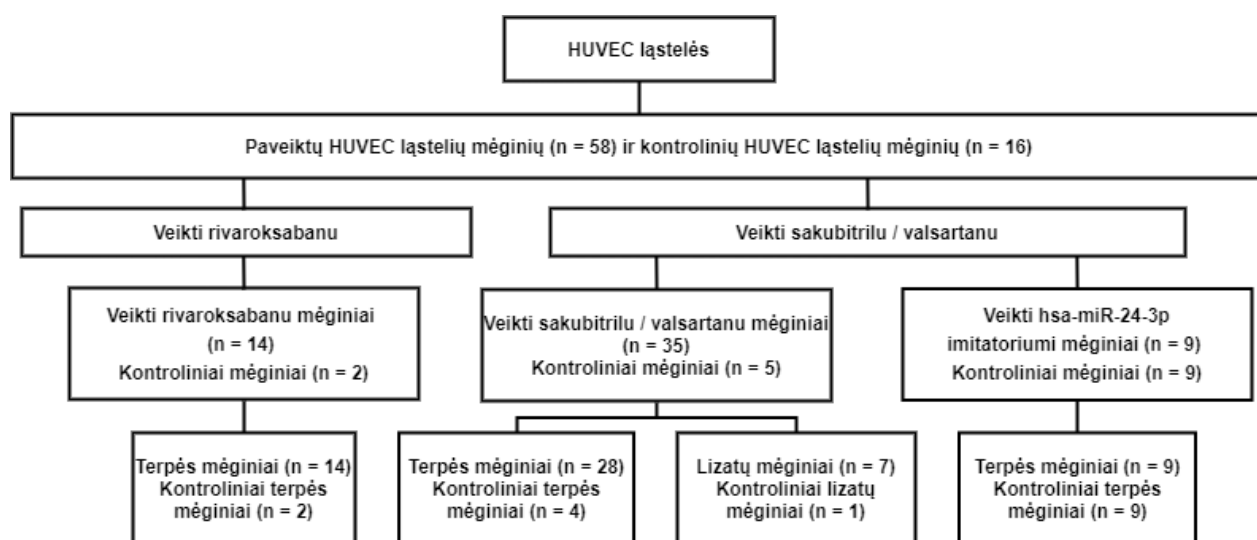 HUVEC ląstelės
Paveiktų HUVEC ląstelių mėginių (n = 58) ir kontrolinių HUVEC ląstelių mėginių (n = 16)
Veikti rivaroksabanu
Veikti sakubitrilu / valsartanu
Veikti rivaroksabanu mėginiai
(n = 14)
Kontroliniai mėginiai (n = 2)
Veikti sakubitrilu / valsartanu mėginiai
(n = 35)
Kontroliniai mėginiai (n = 5)
Veikti hsa-miR-24-3p
imitatoriumi mėginiai (n = 9)
Kontroliniai mėginiai (n = 9)
Terpės mėginiai (n = 14)
Kontroliniai terpės
mėginiai (n = 2)
Terpės mėginiai (n = 28)
Kontroliniai terpės
mėginiai (n = 4)
Lizatų mėginiai (n = 7)
Kontroliniai lizatų
mėginiai (n = 1)
Terpės mėginiai (n = 9)
Kontroliniai terpės
mėginiai (n = 9)